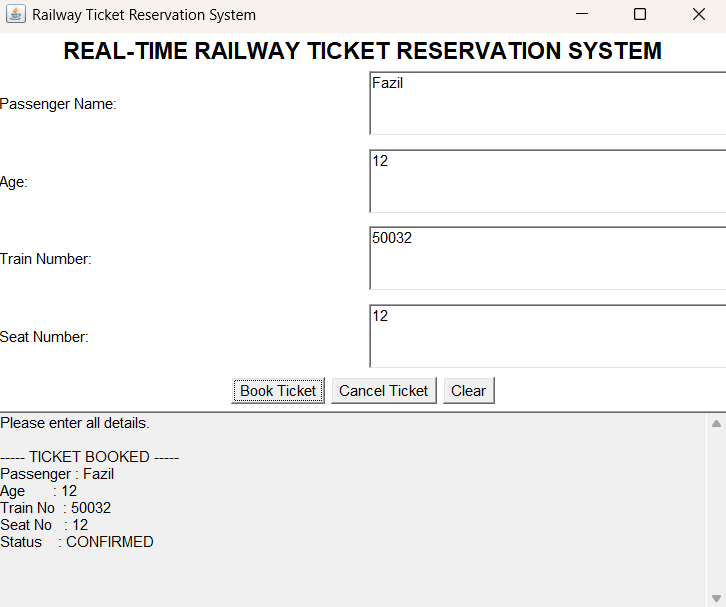 Railway Ticket Reservation System
REAL-TIME RAILWAY TICKET RESERVATION SYSTEM
Passenger Name:
Fazil
Age:
12
Train Number:
50032
Seat Number:
12
Book Ticket
Cancel Ticket
Clear
Please enter all details.
----- TICKET BOOKED -----
Passenger : Fazil
Age : 12
Train No : 50032
Seat No : 12
Status : CONFIRMED